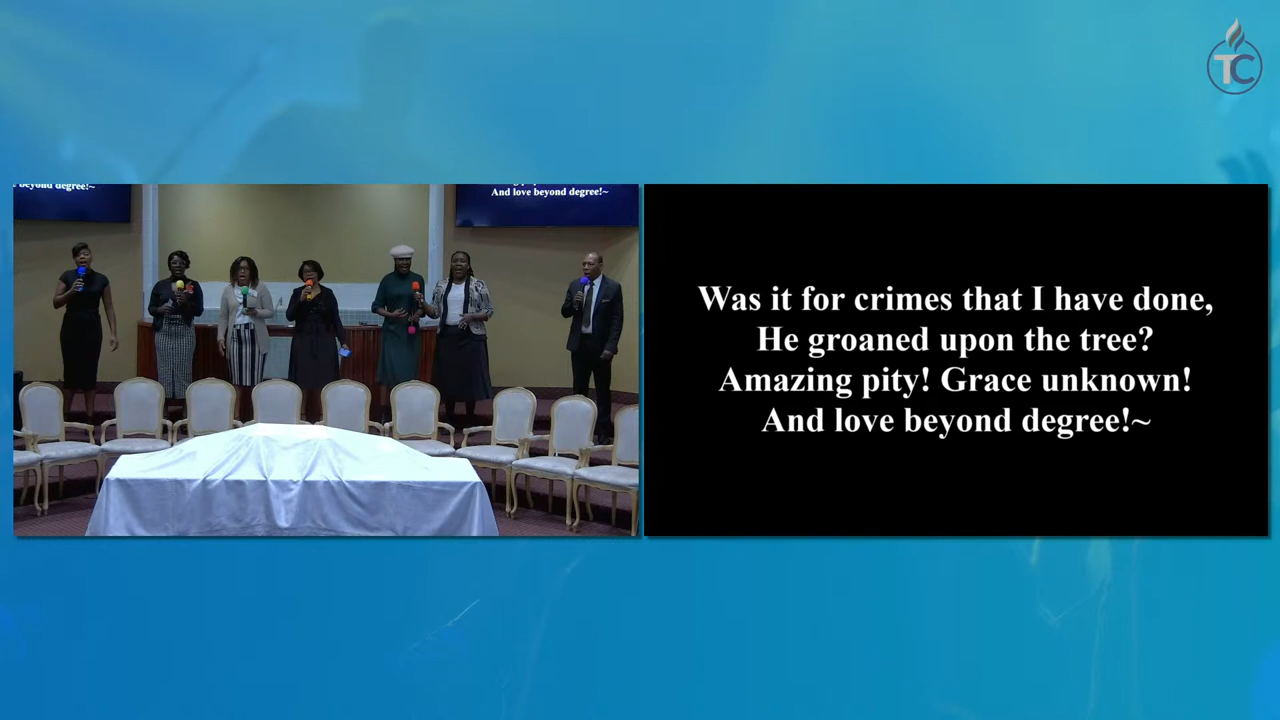 TC
e beyond degree!~
And love beyond degree!~
Was it for crimes that I have done,
He groaned upon the tree?
Amazing pity! Grace unknown!
And love beyond degree!~